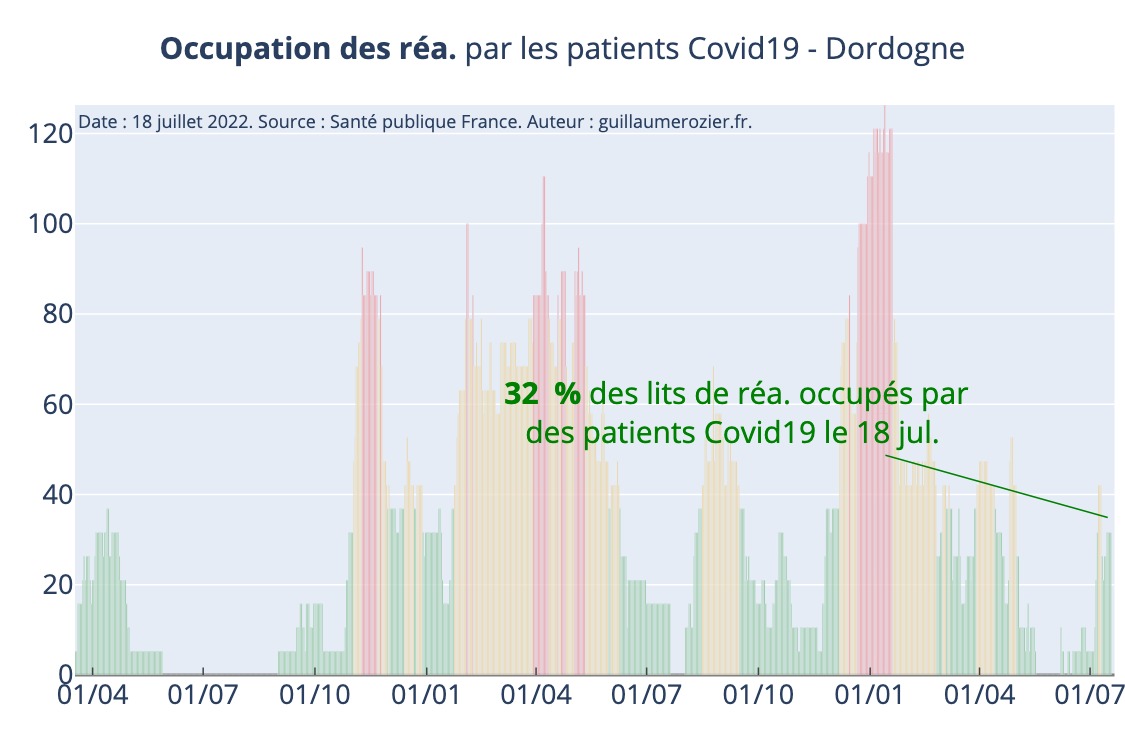 Occupation des réa. par les patients Covid19 - Dordogne
Date : 18 juillet 2022. Source : Santé publique France. Auteur : guillaumerozier.fr.
120
100
80
60
40
20
0
32 % des lits de réa. occupés par
des patients Covid19 le 18 jul.
01/04 01/07 01/10 01/01 01/04 01/07 01/10 01/01 01/04 01/07